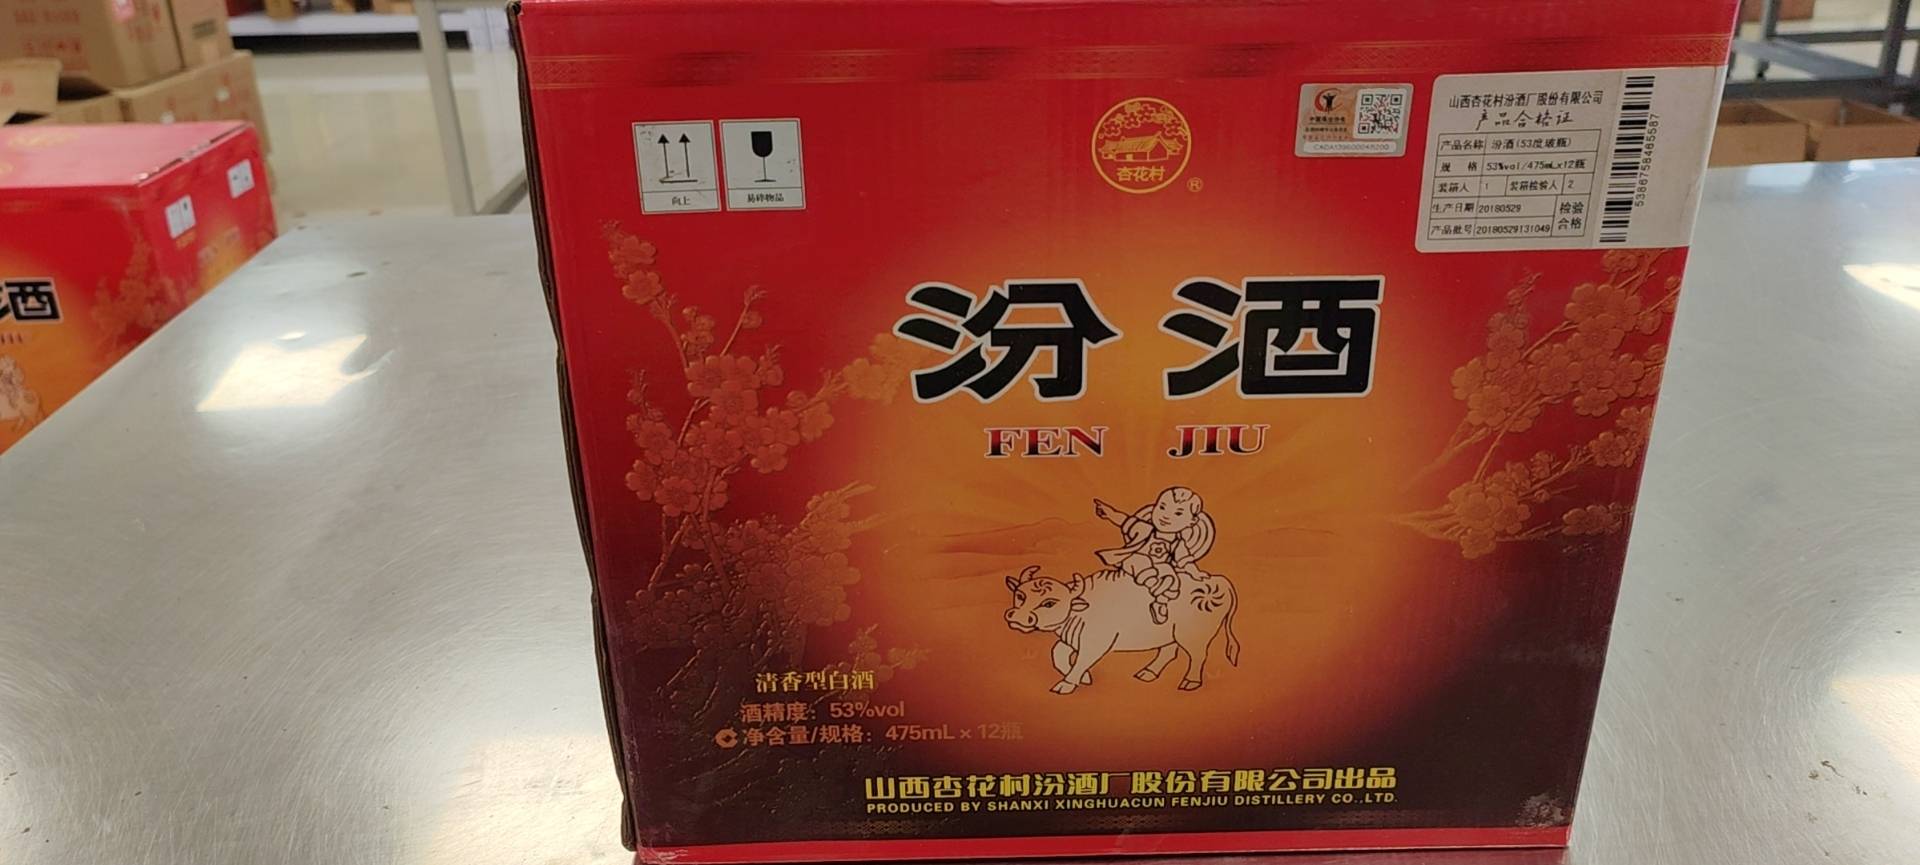 向上
易碎物品
杏花村
®
山西杏花村汾酒厂股份有限公司
产品合格证
产品名称 汾酒(53度玻瓶)
规格 53%vol/475mL×12瓶
装箱人 1 装箱检验人 2
生产日期 20180529 检验
产品批号 20180529131049 合格
汾酒
FEN JIU
清香型白酒
酒精度：53%vol
净含量/规格：475mL×12瓶
山西杏花村汾酒厂股份有限公司出品
PRODUCED BY SHANXI XINGHUACUN FENJIU DISTILLERY CO.,LTD.
酒